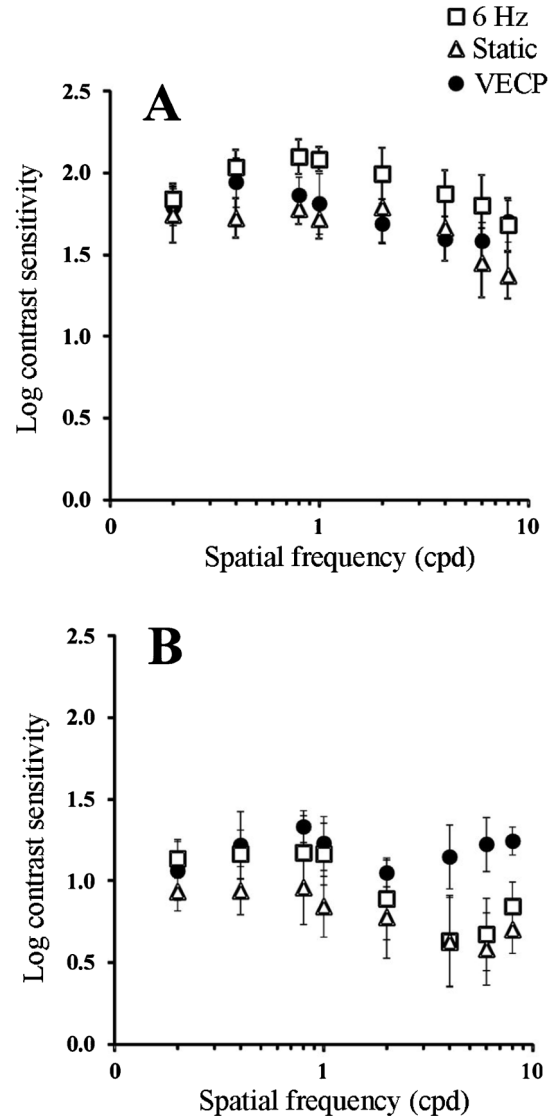 6 Hz
Static
VECP
A
2.5
2.0
1.5
1.0
0.5
0.0
0
1
10
Log contrast sensitivity
Spatial frequency (cpd)
B
2.5
2.0
1.5
1.0
0.5
0.0
0
1
10
Log contrast sensitivity
Spatial frequency (cpd)